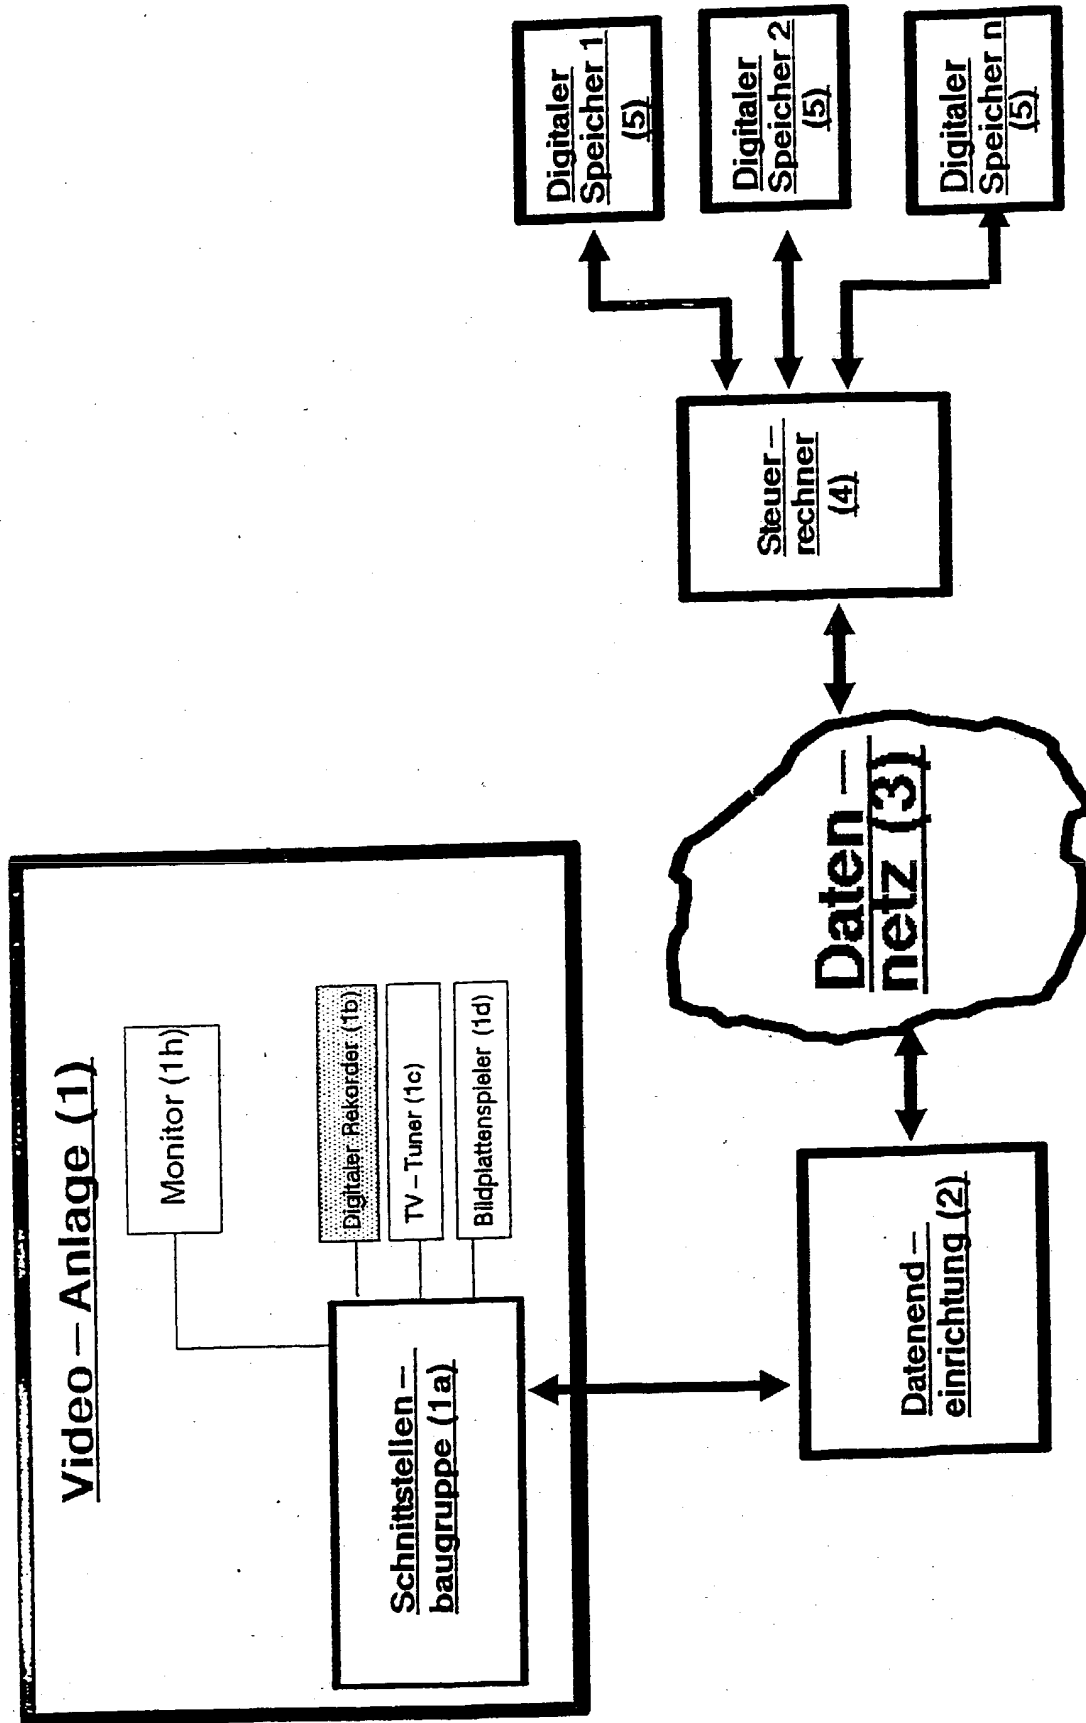 Video – Anlage (1)
Monitor (1h)
Digitaler Rekorder (1b)
TV – Tuner (1c)
Bildplattenspieler (1d)
Schnittstellen –
baugruppe (1a)
Datenend –
einrichtung (2)
Daten –
netz (3)
Steuer –
rechner
(4)
Digitaler
Speicher 1
(5)
Digitaler
Speicher 2
(5)
Digitaler
Speicher n
(5)